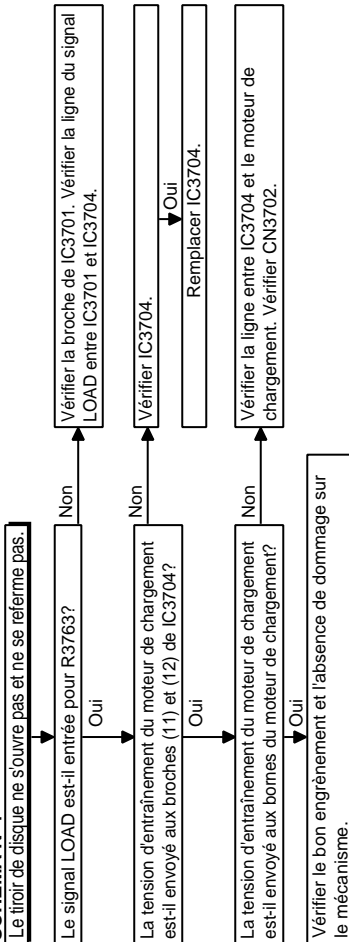 Le tiroir de disque ne s'ouvre pas et ne se referme pas.
Le signal LOAD est-il entrée pour R3763?
Non
Vérifier la broche de IC3701. Vérifier la ligne du signal
LOAD entre IC3701 et IC3704.
Oui
La tension d'entraînement du moteur de chargement
est-il envoyé aux broches (11) et (12) de IC3704?
Non
Vérifier IC3704.
Oui
Remplacer IC3704.
Oui
La tension d'entraînement du moteur de chargement
est-il envoyé aux bornes du moteur de chargement?
Non
Vérifier la ligne entre IC3704 et le moteur de
chargement. Vérifier CN3702.
Oui
Vérifier le bon engrènement et l'absence de dommage sur
le mécanisme.